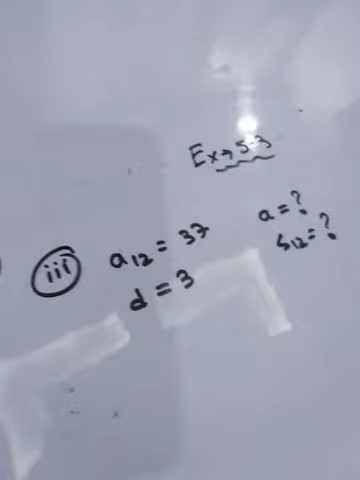 Ex→5.3
(iii) a12 = 37 a = ?
d = 3 S12 = ?